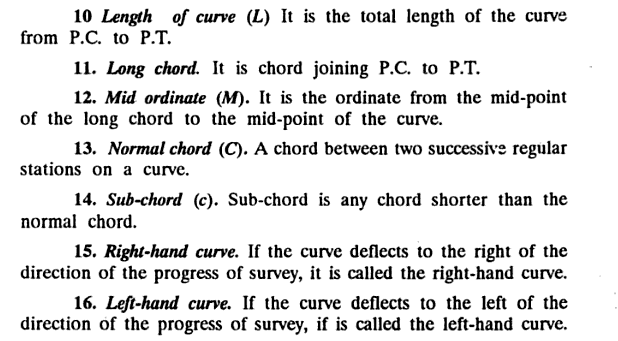 10 Length of curve (L) It is the total length of the curve
from P.C. to P.T.
11. Long chord. It is chord joining P.C. to P.T.
12. Mid ordinate (M). It is the ordinate from the mid-point
of the long chord to the mid-point of the curve.
13. Normal chord (C). A chord between two successive regular
stations on a curve.
14. Sub-chord (c). Sub-chord is any chord shorter than the
normal chord.
15. Right-hand curve. If the curve deflects to the right of the
direction of the progress of survey, it is called the right-hand curve.
16. Left-hand curve. If the curve deflects to the left of the
direction of the progress of survey, if is called the left-hand curve.